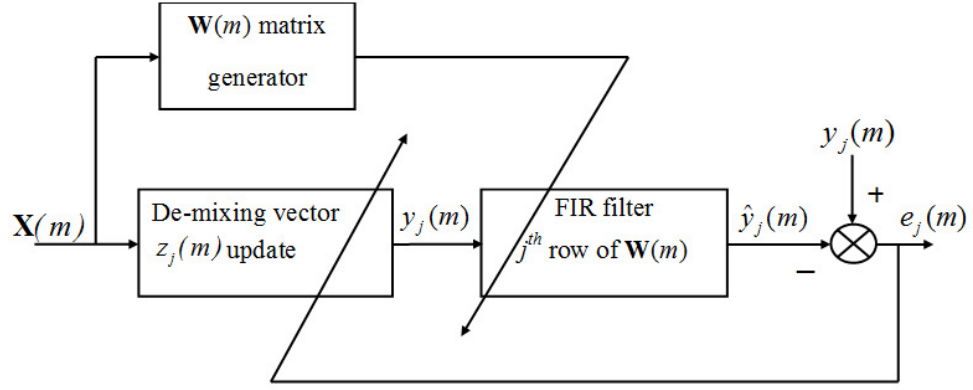 W(m) matrix
generator
y_j(m)
X(m)
De-mixing vector
z_j(m) update
y_j(m)
FIR filter
j^th row of W(m)
ŷ_j(m)
+
−
e_j(m)